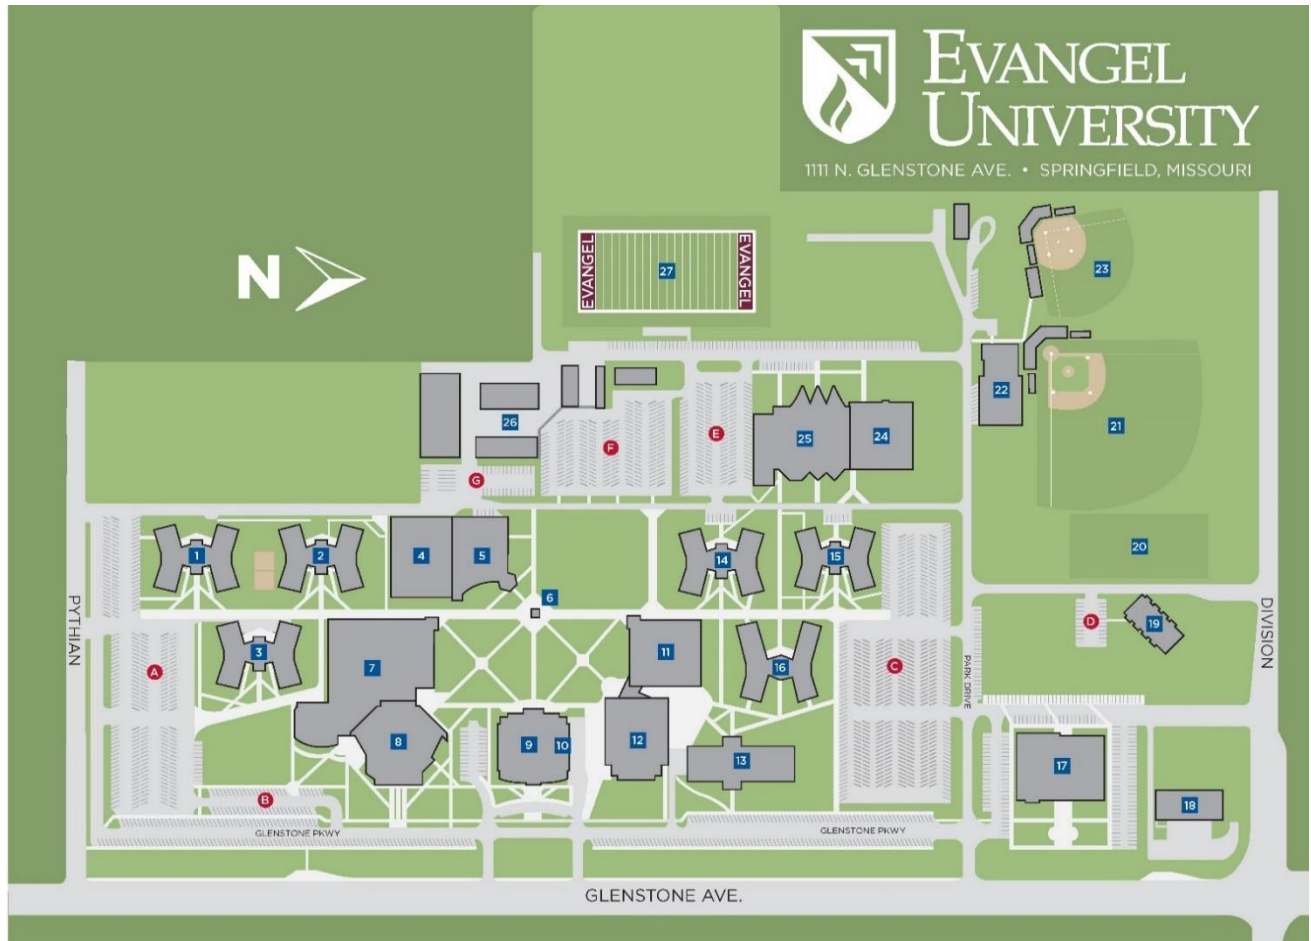 EVANGEL
UNIVERSITY
1111 N. GLENSTONE AVE. • SPRINGFIELD, MISSOURI
N
EVANGEL
27
EVANGEL
23
22
21
26
F
E
25
24
G
1
2
4
5
14
15
20
6
PYTHIAN
A
3
7
11
16
C
PARK DRIVE
D
19
DIVISION
8
9
10
12
13
17
B
18
GLENSTONE PKWY
GLENSTONE PKWY
GLENSTONE AVE.